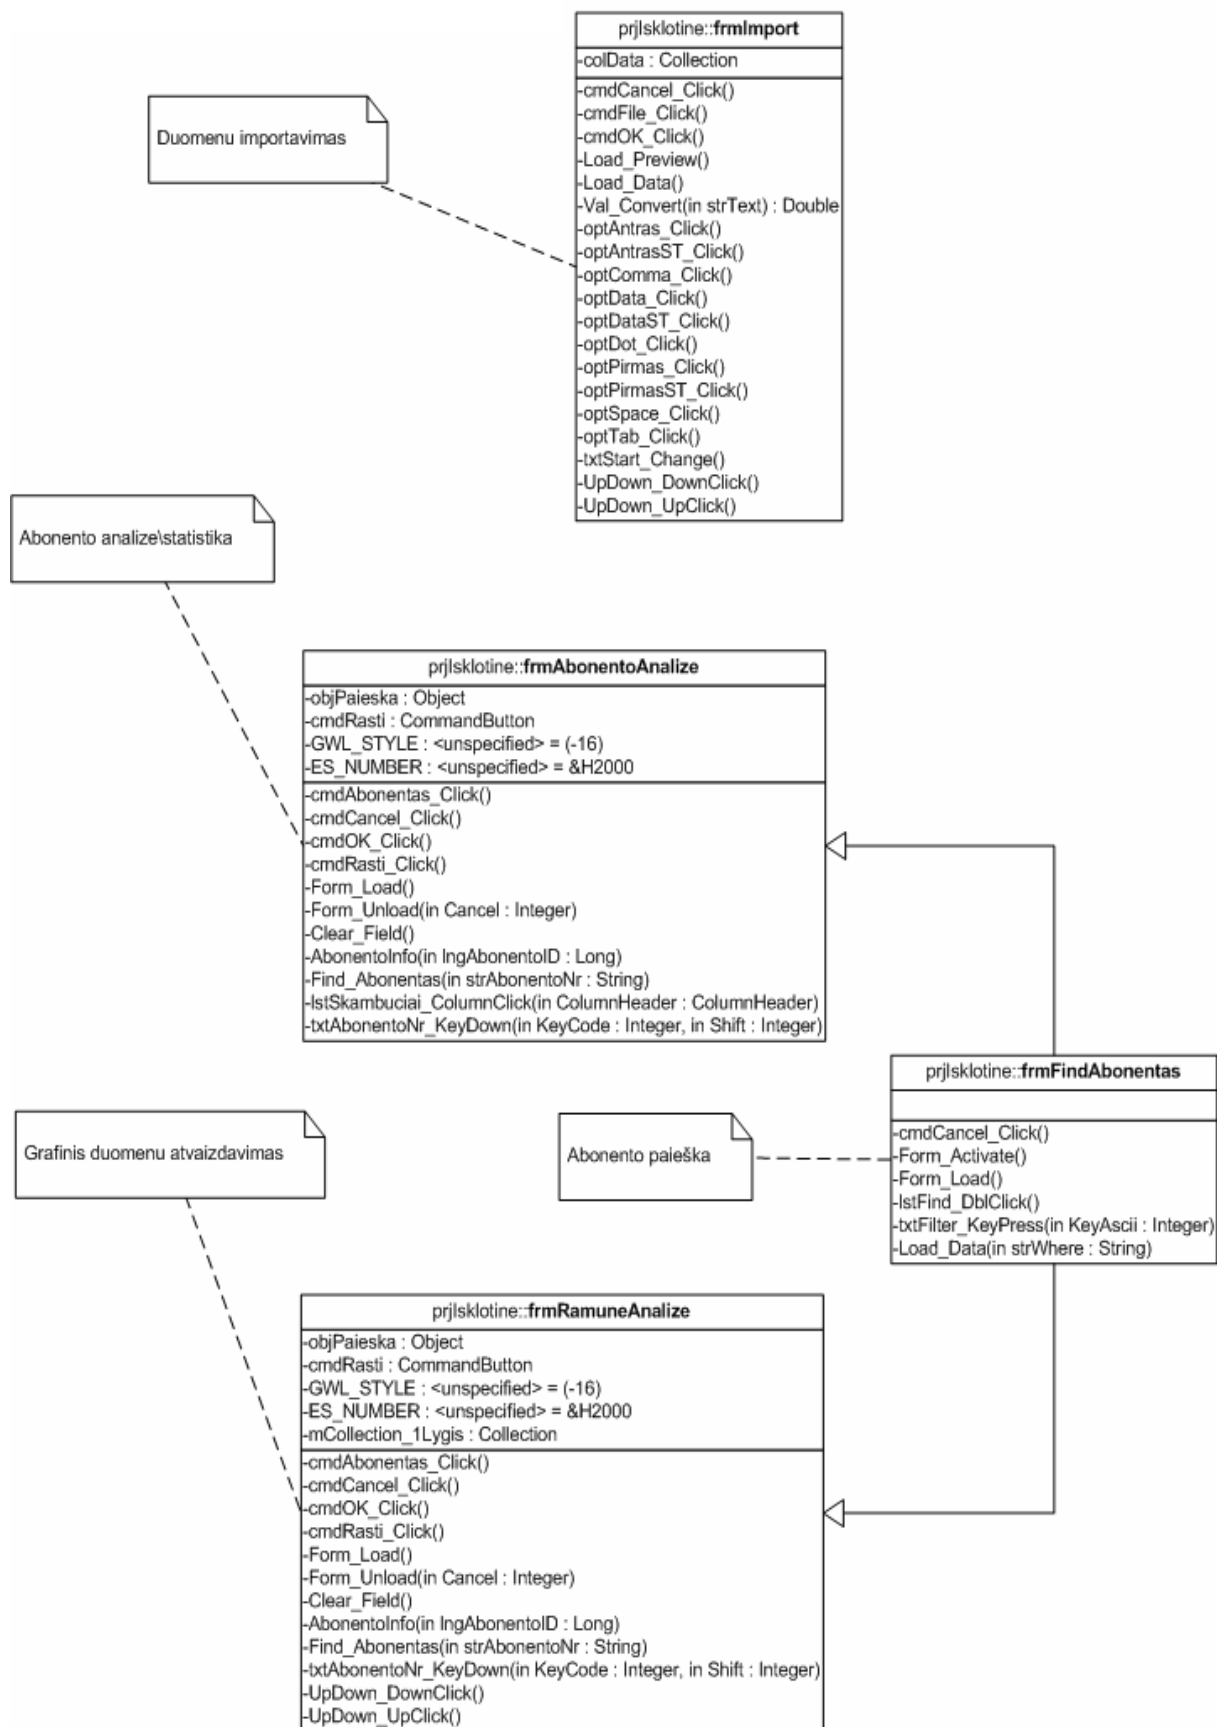 prjIsklotine::frmImport
-colData : Collection
-cmdCancel_Click()
-cmdFile_Click()
-cmdOK_Click()
-Load_Preview()
-Load_Data()
-Val_Convert(in strText) : Double
-optAntras_Click()
-optAntrasST_Click()
-optComma_Click()
-optData_Click()
-optDataST_Click()
-optDot_Click()
-optPirmas_Click()
-optPirmasST_Click()
-optSpace_Click()
-optTab_Click()
-txtStart_Change()
-UpDown_DownClick()
-UpDown_UpClick()
Duomenu importavimas
Abonento analize\statistika
prjIsklotine::frmAbonentoAnalize
-objPaieska : Object
-cmdRasti : CommandButton
-GWL_STYLE : <unspecified> = (-16)
-ES_NUMBER : <unspecified> = &H2000
-cmdAbonentas_Click()
-cmdCancel_Click()
-cmdOK_Click()
-cmdRasti_Click()
-Form_Load()
-Form_Unload(in Cancel : Integer)
-Clear_Field()
-AbonentoInfo(in lngAbonentoID : Long)
-Find_Abonentas(in strAbonentoNr : String)
-lstSkambuciai_ColumnClick(in ColumnHeader : ColumnHeader)
-txtAbonentoNr_KeyDown(in KeyCode : Integer, in Shift : Integer)
prjIsklotine::frmFindAbonentas
-cmdCancel_Click()
-Form_Activate()
-Form_Load()
-lstFind_DblClick()
-txtFilter_KeyPress(in KeyAscii : Integer)
-Load_Data(in strWhere : String)
Abonento paieška
Grafinis duomenu atvaizdavimas
prjIsklotine::frmRamuneAnalize
-objPaieska : Object
-cmdRasti : CommandButton
-GWL_STYLE : <unspecified> = (-16)
-ES_NUMBER : <unspecified> = &H2000
-mCollection_1Lygis : Collection
-cmdAbonentas_Click()
-cmdCancel_Click()
-cmdOK_Click()
-cmdRasti_Click()
-Form_Load()
-Form_Unload(in Cancel : Integer)
-Clear_Field()
-AbonentoInfo(in lngAbonentoID : Long)
-Find_Abonentas(in strAbonentoNr : String)
-txtAbonentoNr_KeyDown(in KeyCode : Integer, in Shift : Integer)
-UpDown_DownClick()
-UpDown_UpClick()